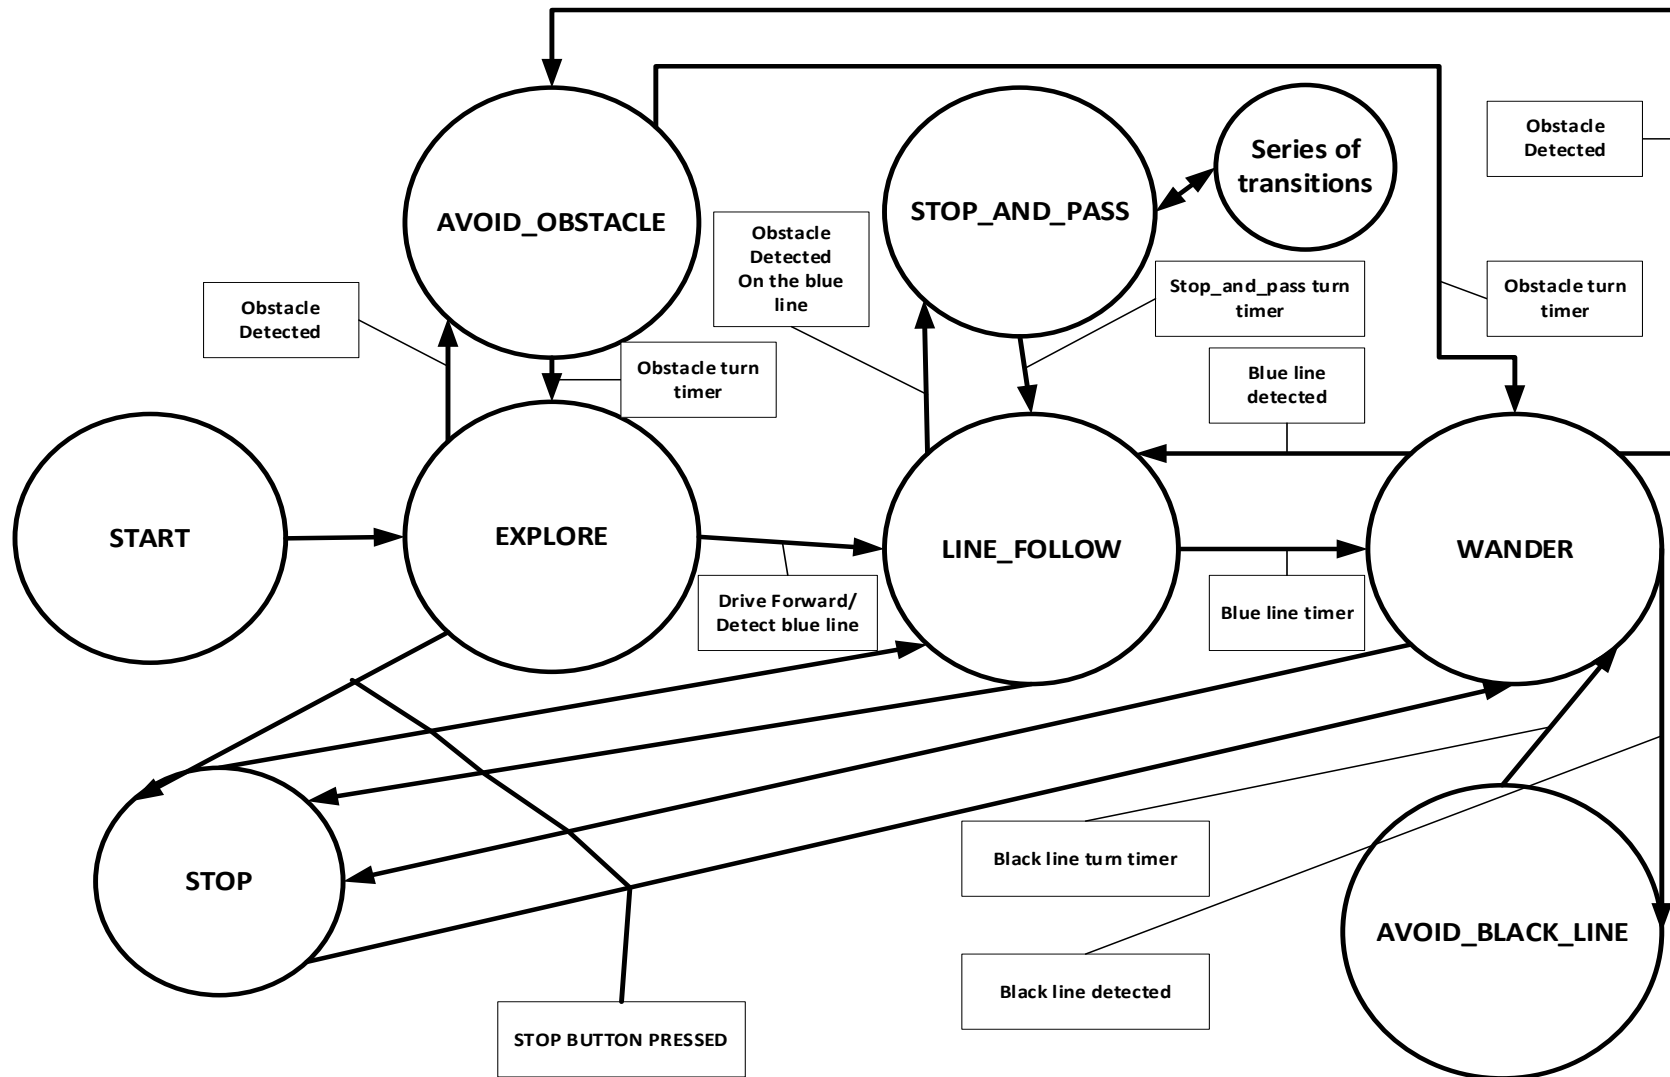 Obstacle
Detected
Series of
transitions
AVOID_OBSTACLE
STOP_AND_PASS
Obstacle
Detected
On the blue
line
Obstacle
Detected
Stop_and_pass turn
timer
Obstacle turn
timer
Obstacle turn
timer
Blue line
detected
START
EXPLORE
LINE_FOLLOW
WANDER
Drive Forward/
Detect blue line
Blue line timer
STOP
Black line turn timer
AVOID_BLACK_LINE
Black line detected
STOP BUTTON PRESSED